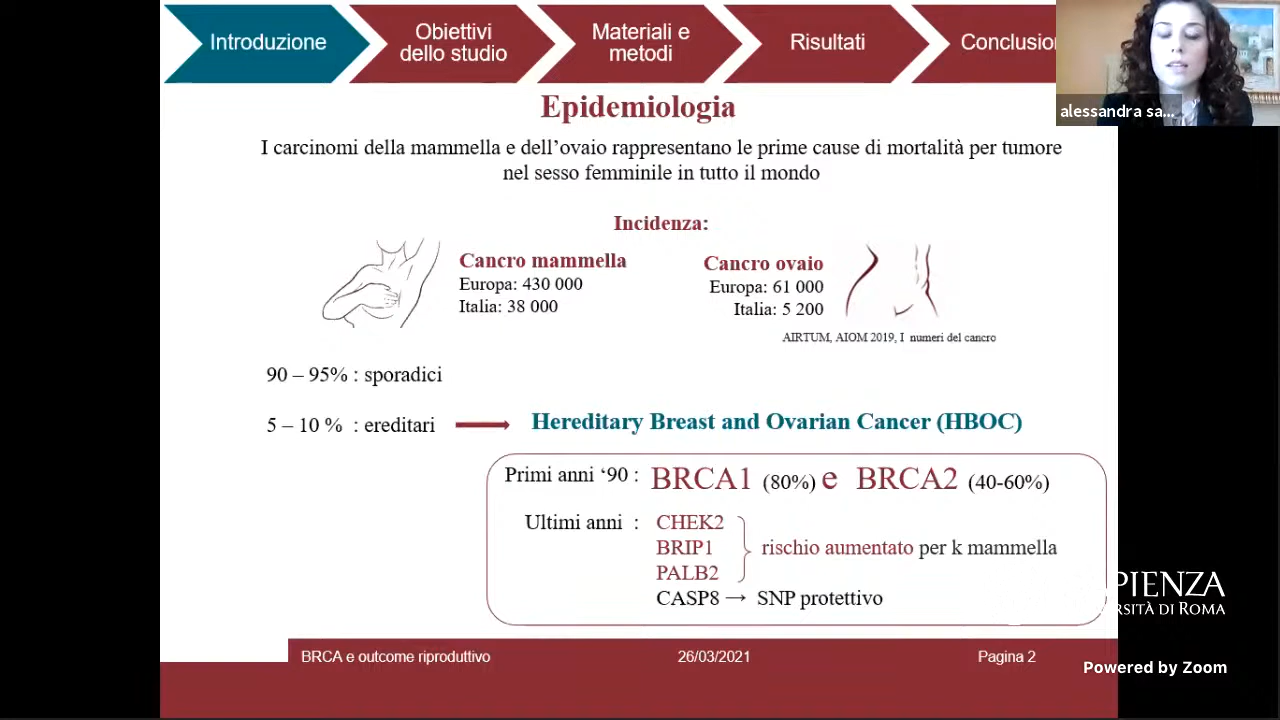 Introduzione
Obiettivi
dello studio
Materiali e
metodi
Risultati
alessandra sa...
Epidemiologia
I carcinomi della mammella e dell’ovaio rappresentano le prime cause di mortalità per tumore
nel sesso femminile in tutto il mondo
Incidenza:
Cancro mammella
Europa: 430 000
Italia: 38 000
Cancro ovaio
Europa: 61 000
Italia: 5 200
AIRTUM, AIOM 2019, I numeri del cancro
90 – 95% : sporadici
5 – 10 % : ereditari
Hereditary Breast and Ovarian Cancer (HBOC)
Primi anni ‘90 : BRCA1 (80%) e BRCA2 (40-60%)
Ultimi anni : CHEK2
BRIP1
PALB2
rischio aumentato per k mammella
CASP8 → SNP protettivo
DI ROMA
BRCA e outcome riproduttivo
26/03/2021
Pagina 2
Powered by Zoom